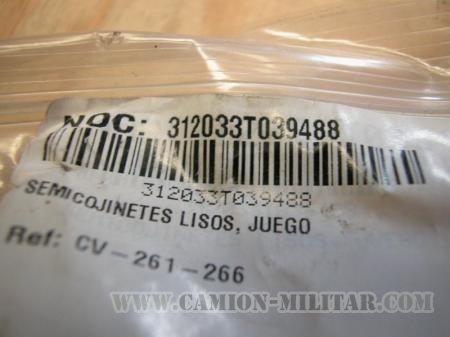 NOC: 312033T039488
312033T039488
SEMICOJINETES LISOS, JUEGO
Ref: CV-261-266
WWW.CAMION-MILITAR.COM